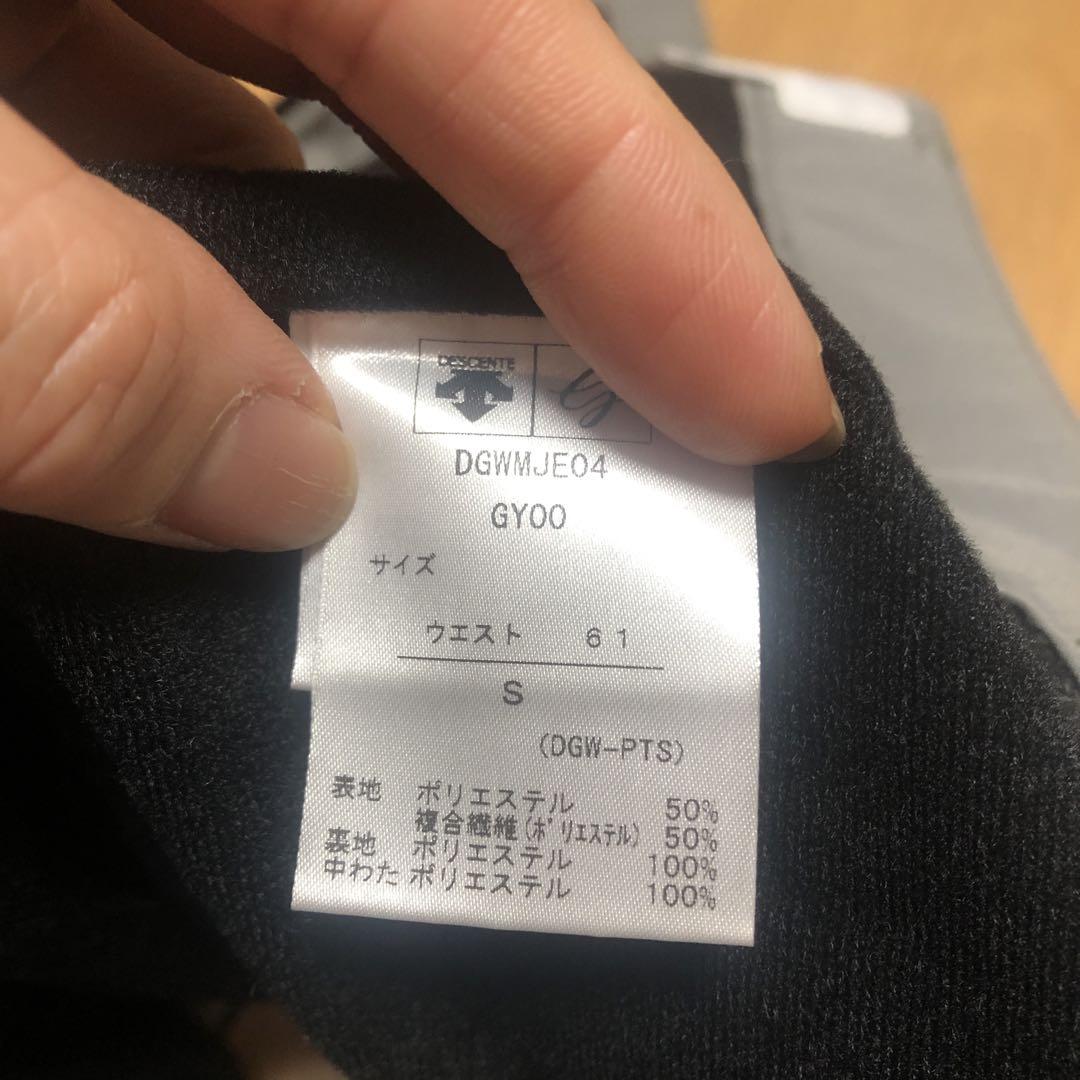 DESCENTE
DGWMJE04
GY00
サイズ
ウエスト 61
S
(DGW-PTS)
表地 ポリエステル 50%
複合繊維(ポリエステル) 50%
裏地 ポリエステル 100%
中わた ポリエステル 100%